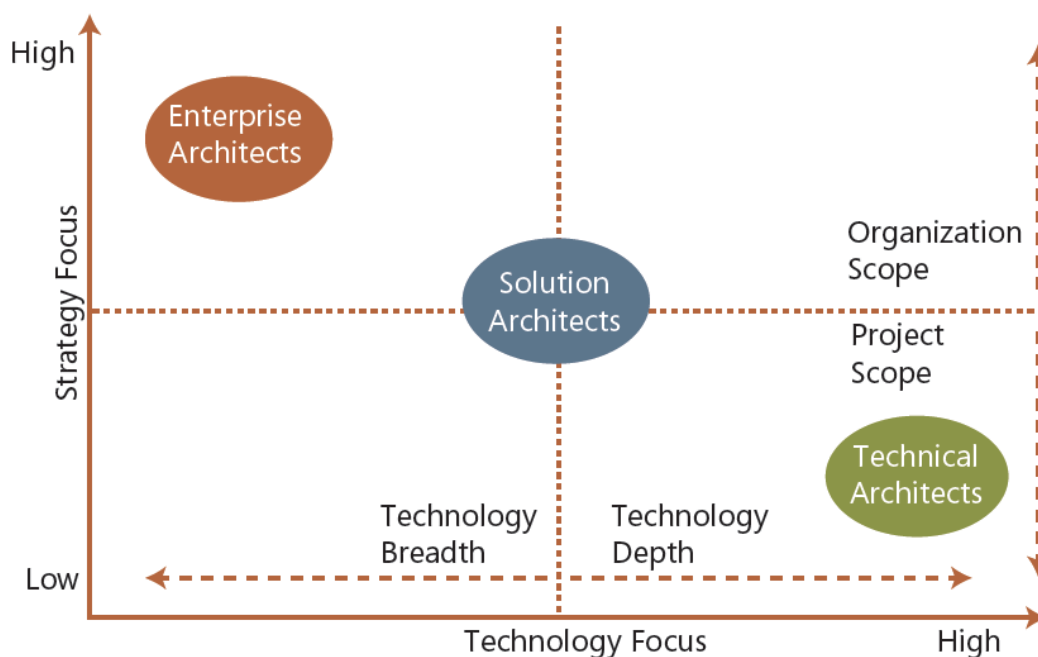 High
Enterprise
Architects
Strategy Focus
Organization
Scope
Solution
Architects
Project
Scope
Technical
Architects
Technology
Breadth
Technology
Depth
Low
Technology Focus
High